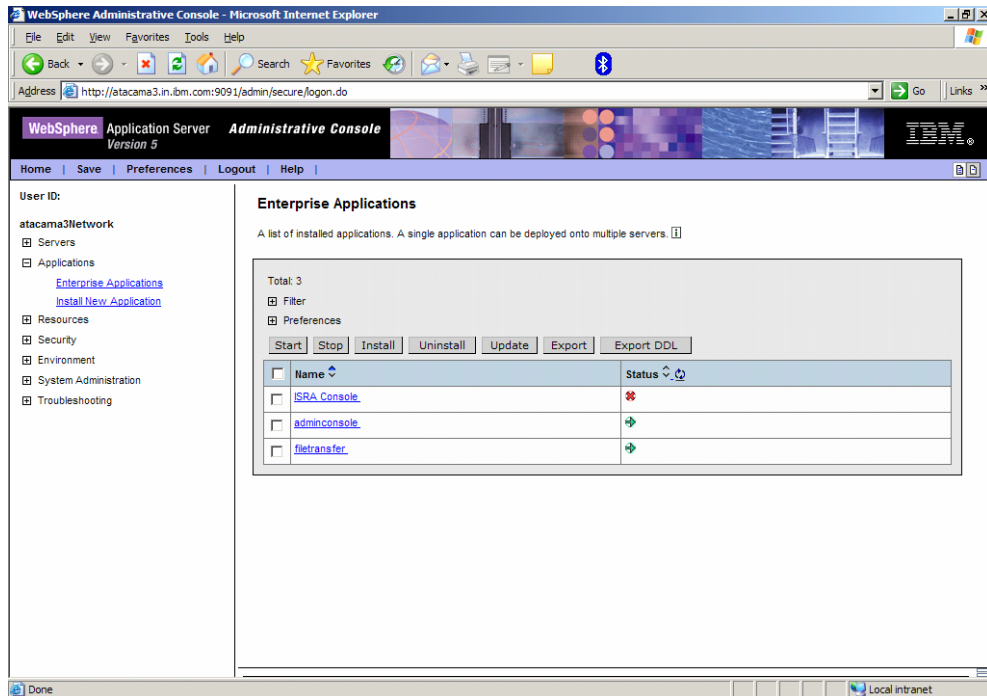 WebSphere Administrative Console - Microsoft Internet Explorer
File Edit View Favorites Tools Help
Back Search Favorites
Address http://atacama3.in.ibm.com:9091/admin/secure/logon.do Go Links »
WebSphere Application Server Administrative Console
Version 5
IBM
Home | Save | Preferences | Logout | Help |
User ID:
atacama3Network
Servers
Applications
Enterprise Applications
Install New Application
Resources
Security
Environment
System Administration
Troubleshooting
Enterprise Applications
A list of installed applications. A single application can be deployed onto multiple servers. i
Total: 3
Filter
Preferences
Start Stop Install Uninstall Update Export Export DDL
Name Status
ISRA Console
adminconsole
filetransfer
Done Local intranet